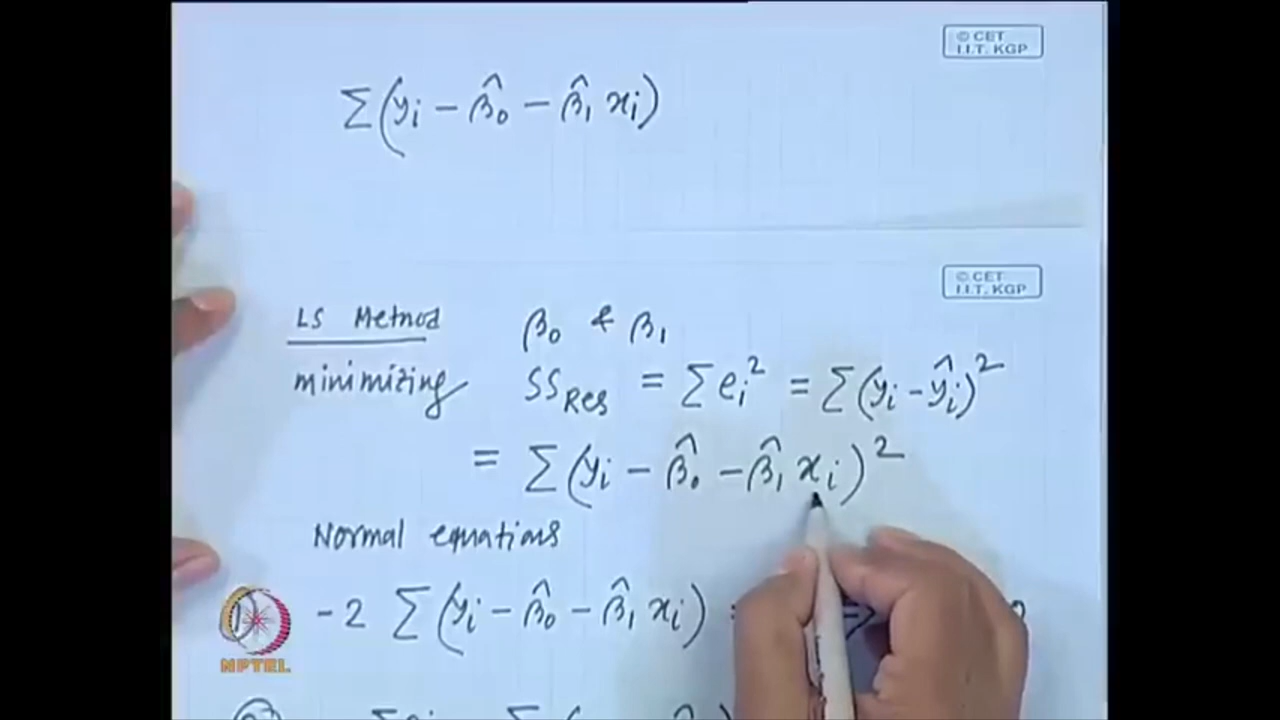 © CET
I.I.T. KGP
Σ(yᵢ − β̂₀ − β̂₁ xᵢ)
© CET
I.I.T. KGP
LS Method β₀ & β₁
minimizing SS_Res = Σ eᵢ² = Σ(yᵢ − ŷᵢ)²
= Σ(yᵢ − β̂₀ − β̂₁ xᵢ)²
Normal equations
−2 Σ(yᵢ − β̂₀ − β̂₁ xᵢ) =
NPTEL